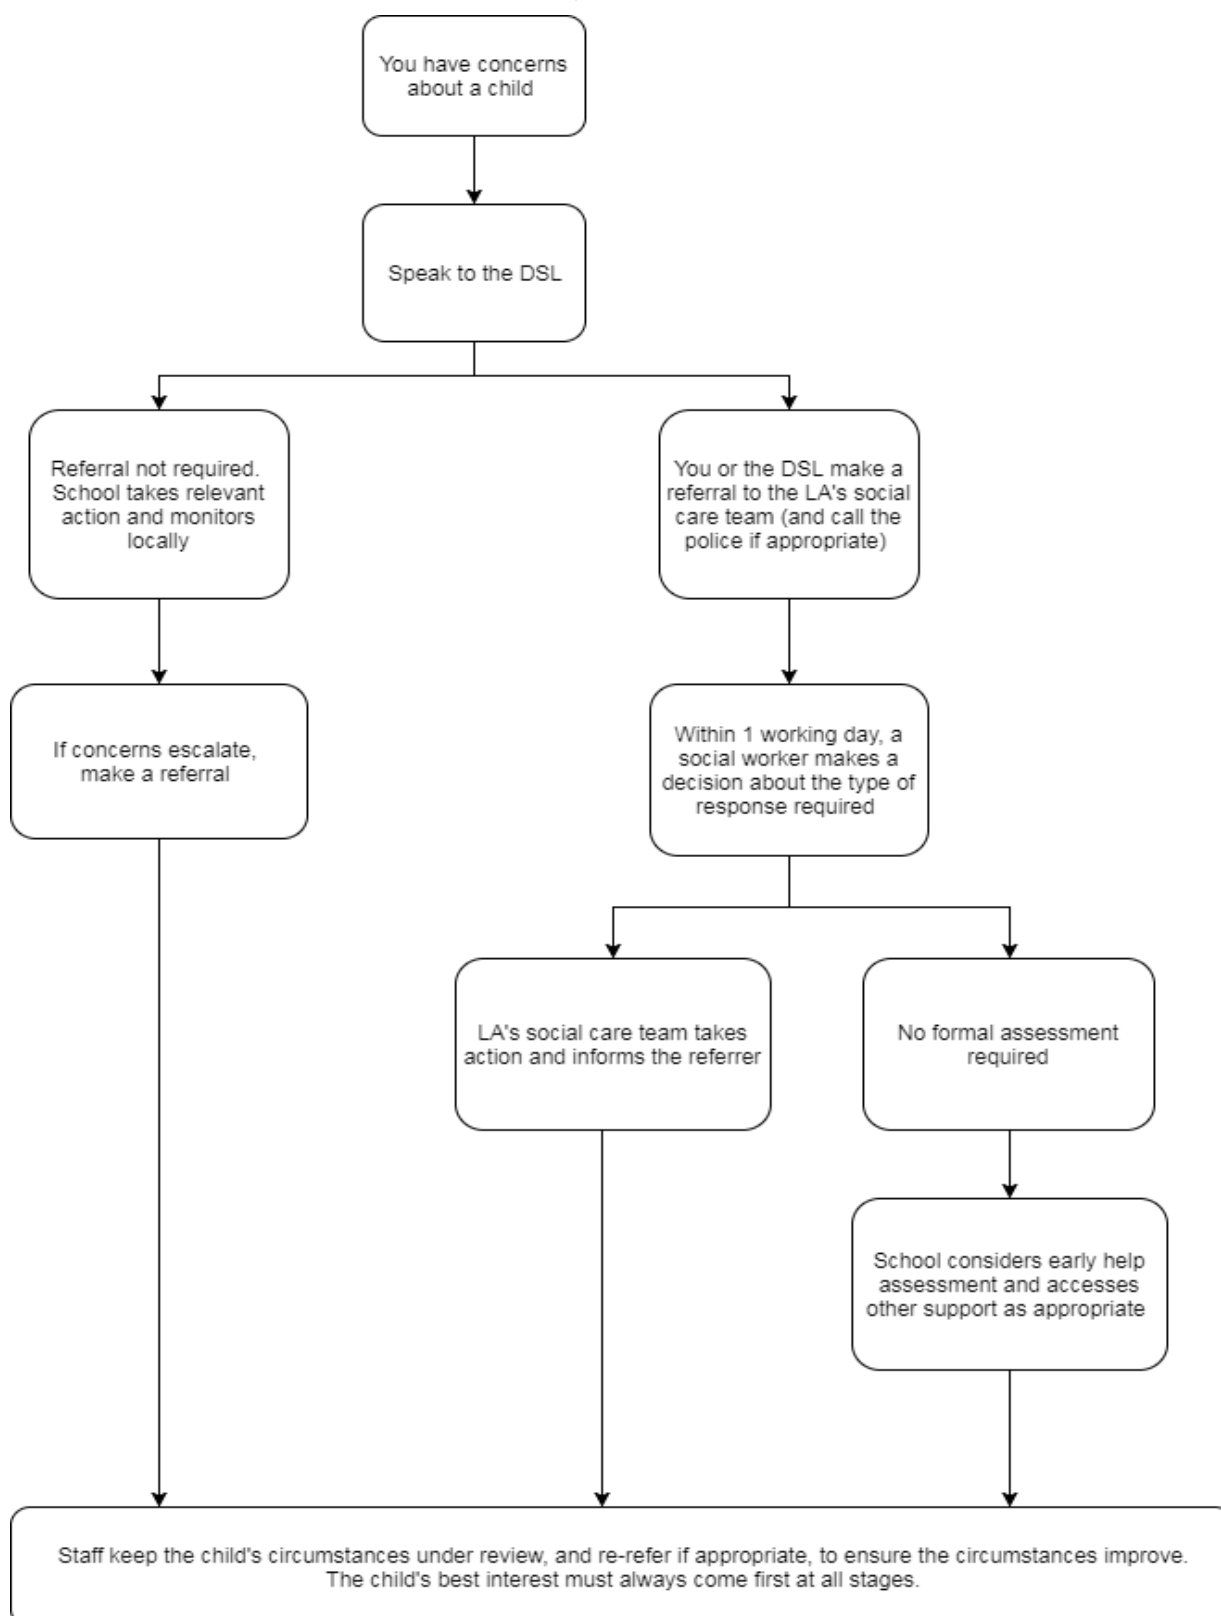 You have concerns
about a child
Speak to the DSL
Referral not required.
School takes relevant
action and monitors
locally
You or the DSL make a
referral to the LA's social
care team (and call the
police if appropriate)
If concerns escalate,
make a referral
Within 1 working day, a
social worker makes a
decision about the type of
response required
LA's social care team takes
action and informs the referrer
No formal assessment
required
School considers early help
assessment and accesses
other support as appropriate
Staff keep the child's circumstances under review, and re-refer if appropriate, to ensure the circumstances improve.
The child's best interest must always come first at all stages.